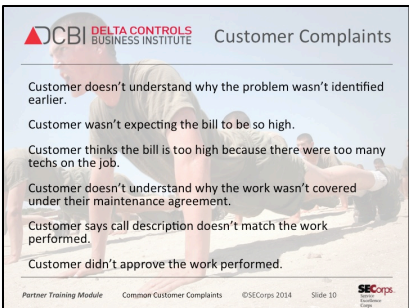 DCBI DELTA CONTROLS
BUSINESS INSTITUTE
Customer Complaints
Customer doesn't understand why the problem wasn't identified
earlier.
Customer wasn't expecting the bill to be so high.
Customer thinks the bill is too high because there were too many
techs on the job.
Customer doesn't understand why the work wasn't covered
under their maintenance agreement.
Customer says call description doesn't match the work
performed.
Customer didn't approve the work performed.
Partner Training Module Common Customer Complaints ©SECorps 2014 Slide 10
SECorps
Service
Excellence
Corps